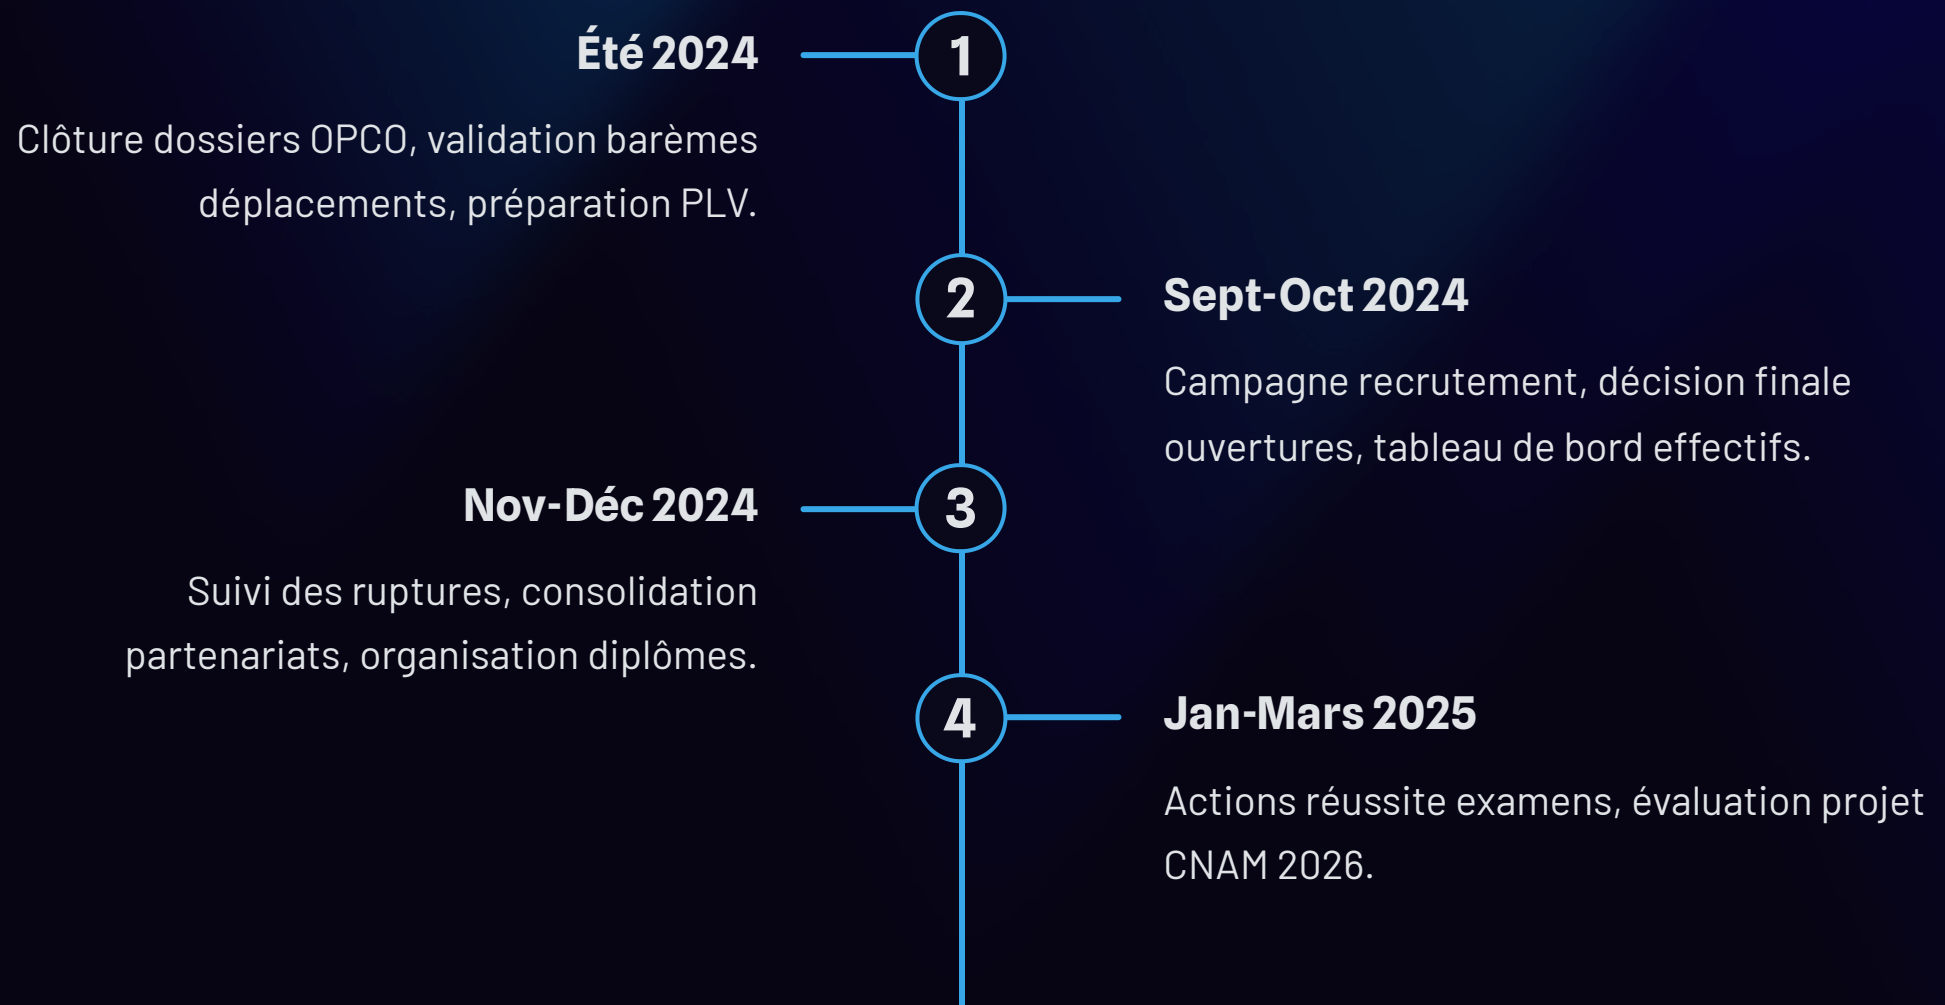 Été 2024
1
Clôture dossiers OPCO, validation barèmes
déplacements, préparation PLV.
2
Sept-Oct 2024
Campagne recrutement, décision finale
ouvertures, tableau de bord effectifs.
Nov-Déc 2024
3
Suivi des ruptures, consolidation
partenariats, organisation diplômes.
4
Jan-Mars 2025
Actions réussite examens, évaluation projet
CNAM 2026.